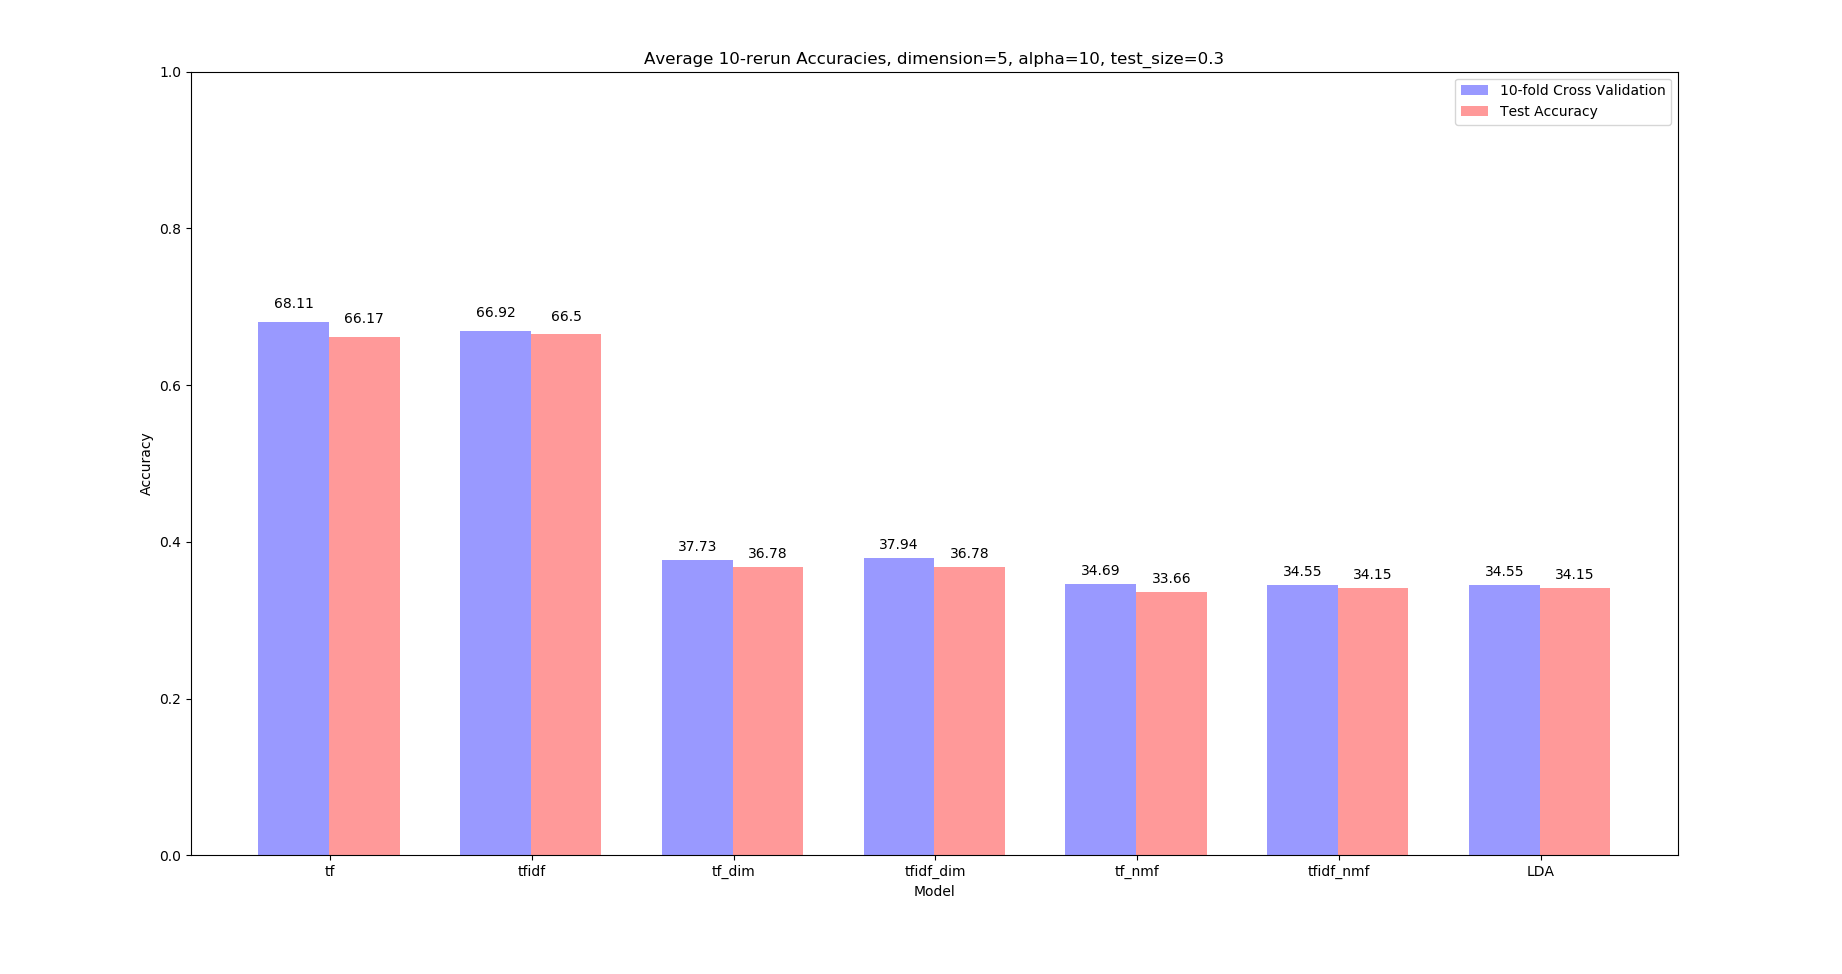 Average 10-rerun Accuracies, dimension=5, alpha=10, test_size=0.3
10-fold Cross Validation
Test Accuracy
1.0
0.8
0.6
0.4
0.2
0.0
Accuracy
68.11
66.17
66.92
66.5
37.73
36.78
37.94
36.78
34.69
33.66
34.55
34.15
34.55
34.15
tf
tfidf
tf_dim
tfidf_dim
tf_nmf
tfidf_nmf
LDA
Model